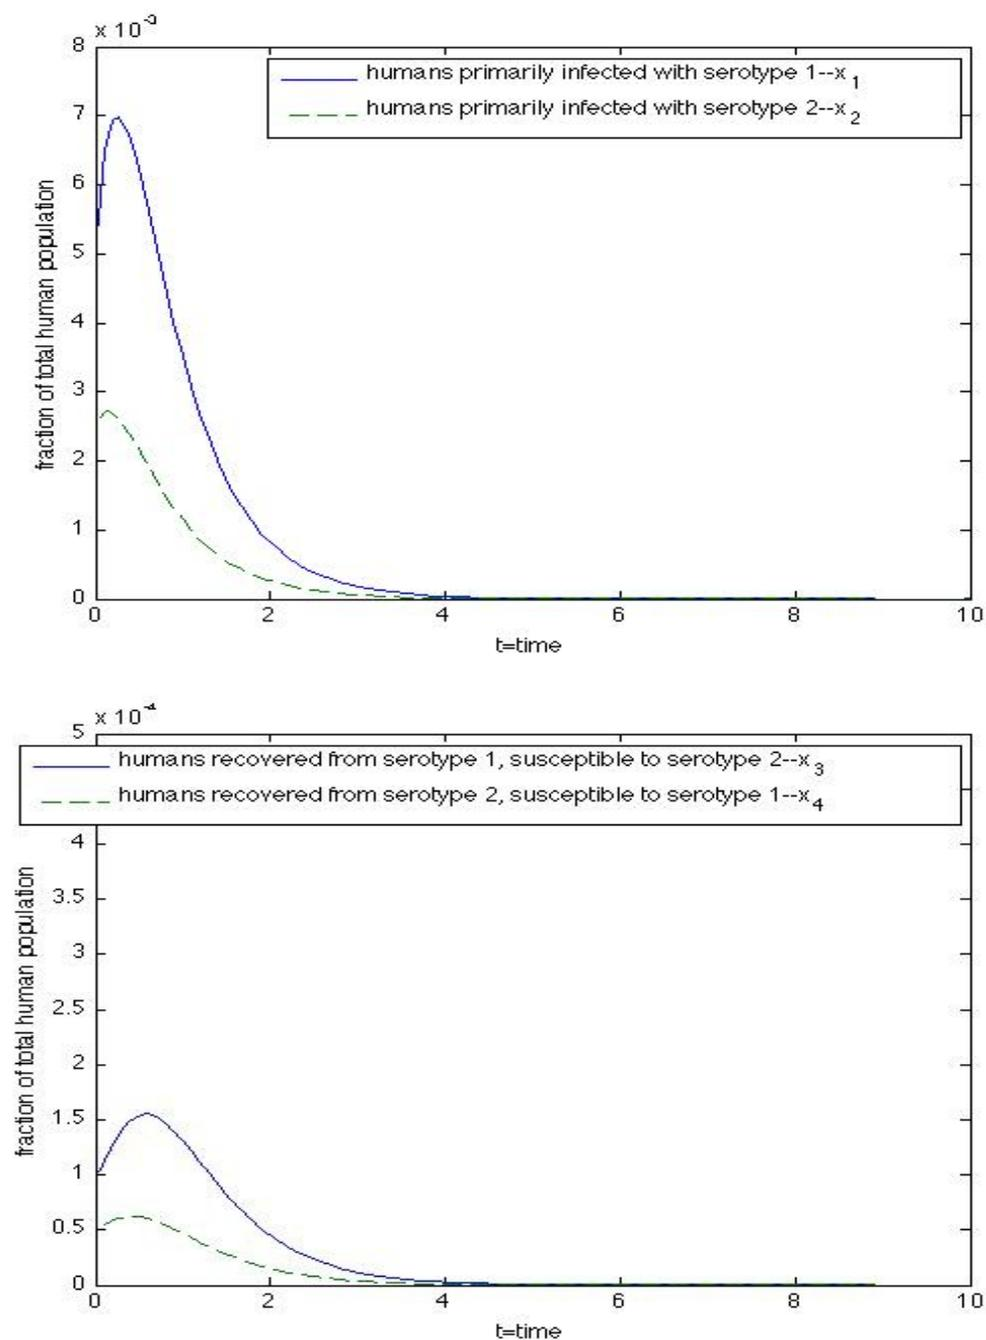 x 10⁻³
8
7
6
5
4
3
2
1
0
humans primarily infected with serotype 1--x₁
humans primarily infected with serotype 2--x₂
fraction of total human population
0 2 4 6 8 10
t=time
x 10⁻⁴
5
humans recovered from serotype 1, susceptible to serotype 2--x₃
humans recovered from serotype 2, susceptible to serotype 1--x₄
4
3.5
3
2.5
2
1.5
1
0.5
0
fraction of total human population
0 2 4 6 8 10
t=time